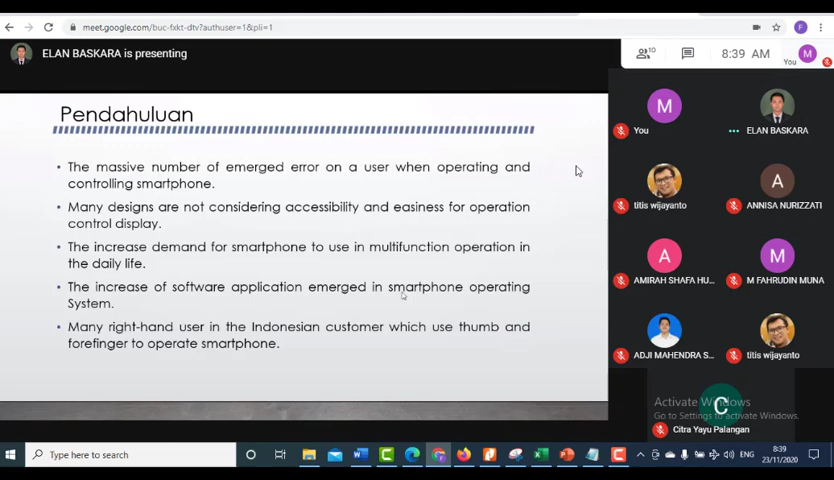 meet.google.com/buc-fxkt-dtv?authuser=1&pli=1
F
ELAN BASKARA is presenting
10
8:39 AM
You
M
Pendahuluan
• The massive number of emerged error on a user when operating and
controlling smartphone.
• Many designs are not considering accessibility and easiness for operation
control display.
• The increase demand for smartphone to use in multifunction operation in
the daily life.
• The increase of software application emerged in smartphone operating
System.
• Many right-hand user in the Indonesian customer which use thumb and
forefinger to operate smartphone.
M
You
ELAN BASKARA
titis wijayanto
A
ANNISA NURIZZATI
A
AMIRAH SHAFA HU...
M
M FAHRUDIN MUNA
ADJI MAHENDRA S...
titis wijayanto
C
Activate Windows
Go to Settings to activate Windows.
Citra Yayu Palangan
Type here to search
ENG
8:39
23/11/2020